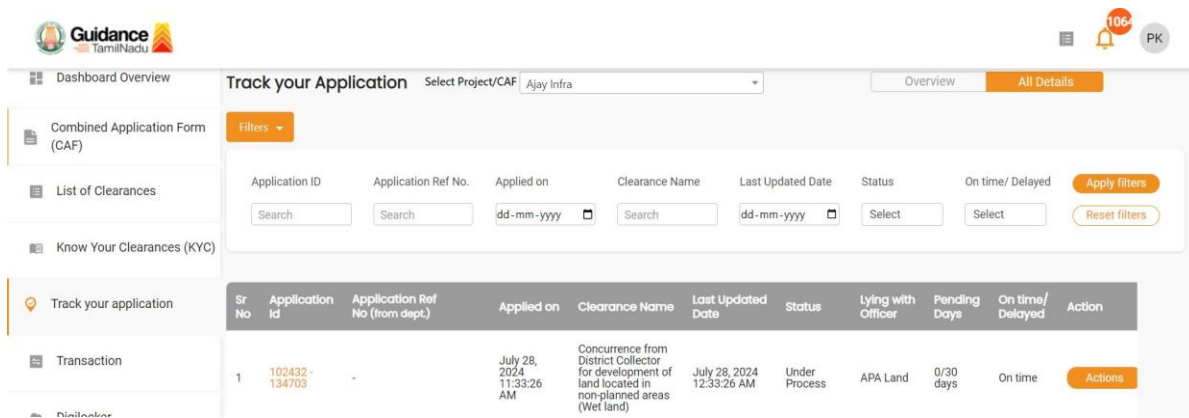 Guidance
TamilNadu
1064
PK
Dashboard Overview
Track your Application
Select Project/CAF
Ajay Infra
Overview
All Details
Combined Application Form
(CAF)
Filters
List of Clearances
Application ID
Application Ref No.
Applied on
Clearance Name
Last Updated Date
Status
On time/ Delayed
Apply filters
Search
Search
dd-mm-yyyy
Search
dd-mm-yyyy
Select
Select
Reset filters
Know Your Clearances (KYC)
Track your application
Sr
No
Application
Id
Application Ref
No (from dept.)
Applied on
Clearance Name
Last Updated
Date
Status
Lying with
Officer
Pending
Days
On time/
Delayed
Action
Transaction
1
102432 -
134703
-
July 28,
2024
11:33:26
AM
Concurrence from
District Collector
for development of
land located in
non-planned areas
(Wet land)
July 28, 2024
12:33:26 AM
Under
Process
APA Land
0/30
days
On time
Actions
Digilocker